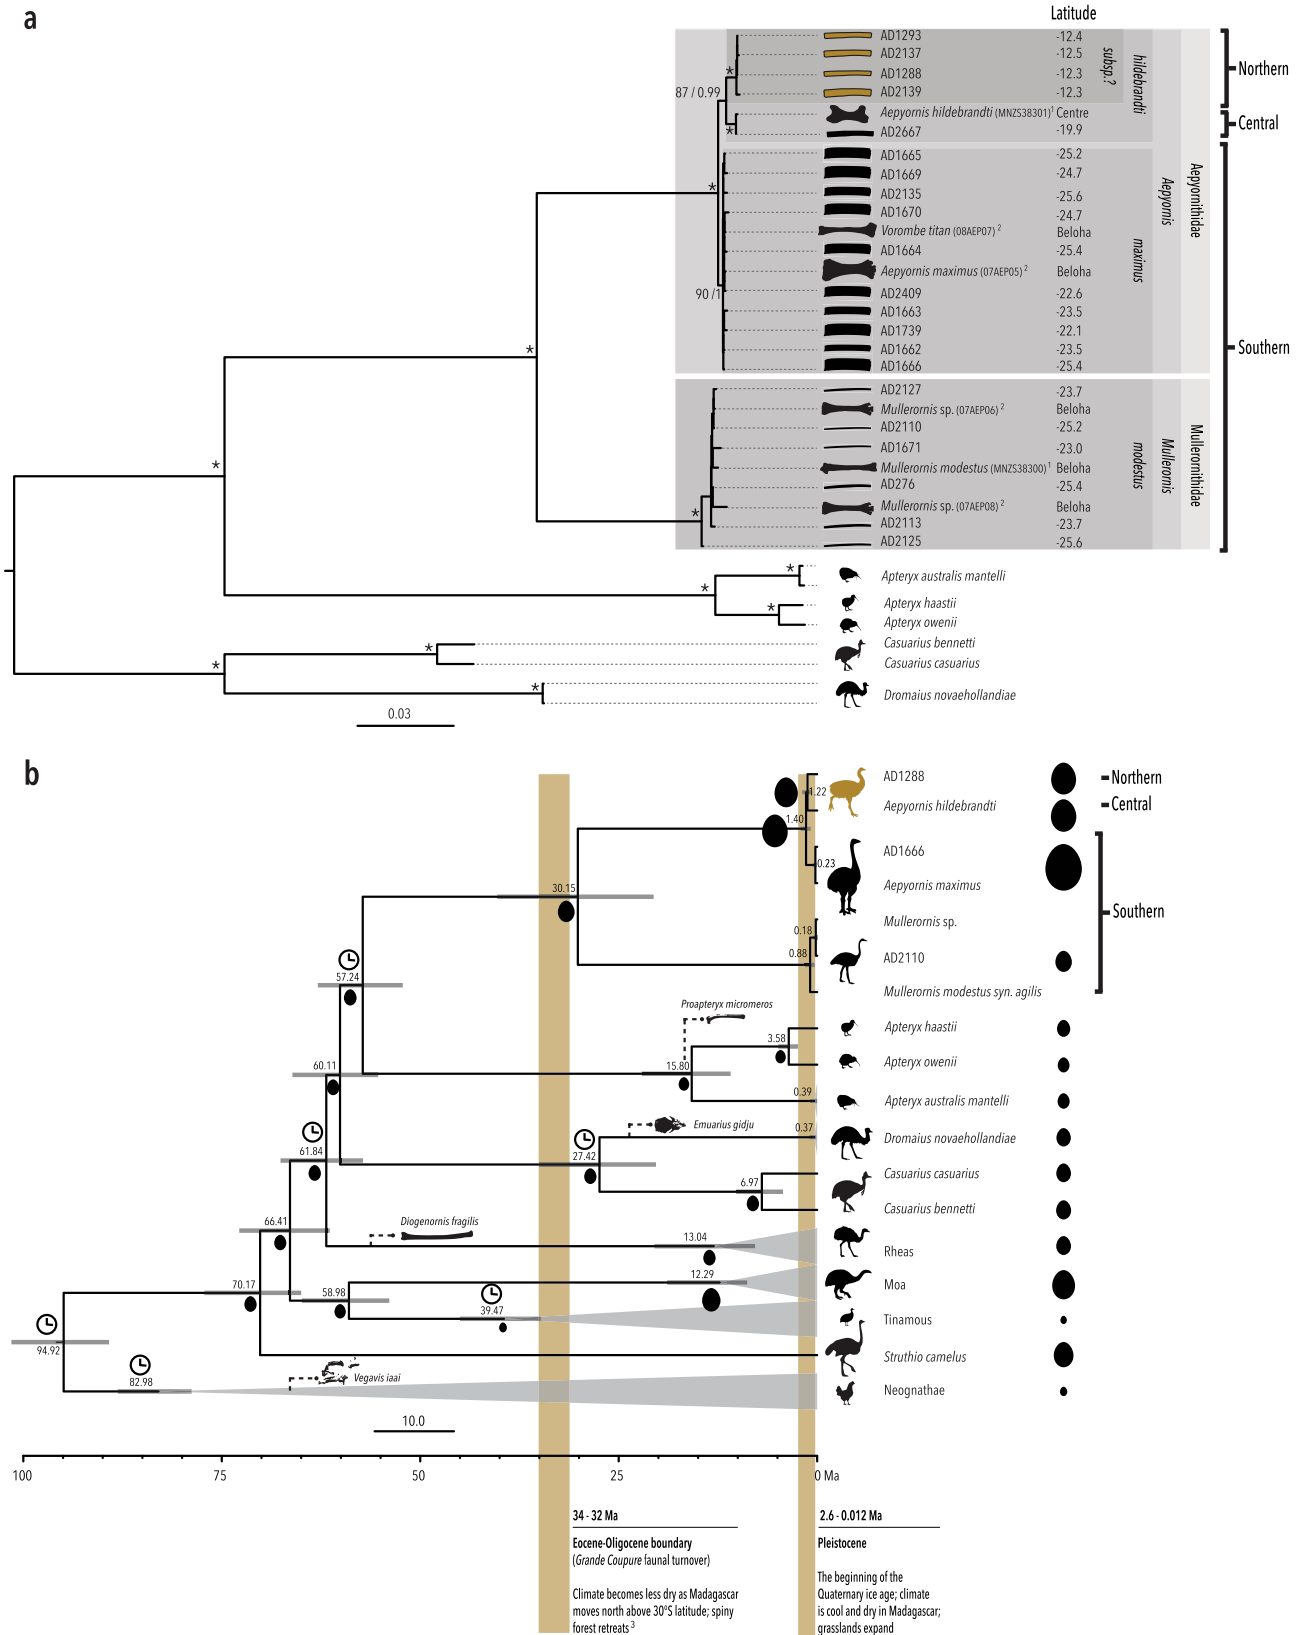 a
Latitude
AD1293 -12.4
AD2137 -12.5
AD1288 -12.3
AD2139 -12.3
subsp.?
hildebrandti
Northern
87 / 0.99
Aepyornis hildebrandti (MNZS38301)1 Centre
AD2667 -19.9
Central
AD1665 -25.2
AD1669 -24.7
AD2135 -25.6
AD1670 -24.7
Vorombe titan (08AEP07) 2 Beloha
AD1664 -25.4
Aepyornis maximus (07AEP05) 2 Beloha
AD2409 -22.6
AD1663 -23.5
AD1739 -22.1
AD1662 -23.5
AD1666 -25.4
90 /1
maximus
Aepyornis
Aepyornithidae
Southern
AD2127 -23.7
Mullerornis sp. (07AEP06) 2 Beloha
AD2110 -25.2
AD1671 -23.0
Mullerornis modestus (MNZS38300)1 Beloha
AD276 -25.4
Mullerornis sp. (07AEP08) 2 Beloha
AD2113 -23.7
AD2125 -25.6
modestus
Mullerornis
Mullerornithidae
* * * * * * * * * * * *
Apteryx australis mantelli
Apteryx haastii
Apteryx owenii
Casuarius bennetti
Casuarius casuarius
Dromaius novaehollandiae
0.03
b
AD1288
Northern
1.22
Aepyornis hildebrandti
Central
1.40
AD1666
0.23
Aepyornis maximus
30.15
Southern
Mullerornis sp.
0.18
0.88
AD2110
57.24
Mullerornis modestus syn. agilis
Proapteryx micromeros
Apteryx haastii
3.58
Apteryx owenii
60.11
15.80
0.39
Apteryx australis mantelli
Emuarius gidju
0.37
Dromaius novaehollandiae
61.84
27.42
Casuarius casuarius
6.97
Casuarius bennetti
66.41
Diogenornis fragilis
13.04
Rheas
70.17
58.98
12.29
Moa
39.47
Tinamous
94.92
Struthio camelus
82.98
Vegavis iaai
Neognathae
10.0
100 75 50 25 0 Ma
34 - 32 Ma
Eocene-Oligocene boundary
(Grande Coupure faunal turnover)
Climate becomes less dry as Madagascar
moves north above 30°S latitude; spiny
forest retreats 3
2.6 - 0.012 Ma
Pleistocene
The beginning of the
Quaternary ice age; climate
is cool and dry in Madagascar;
grasslands expand